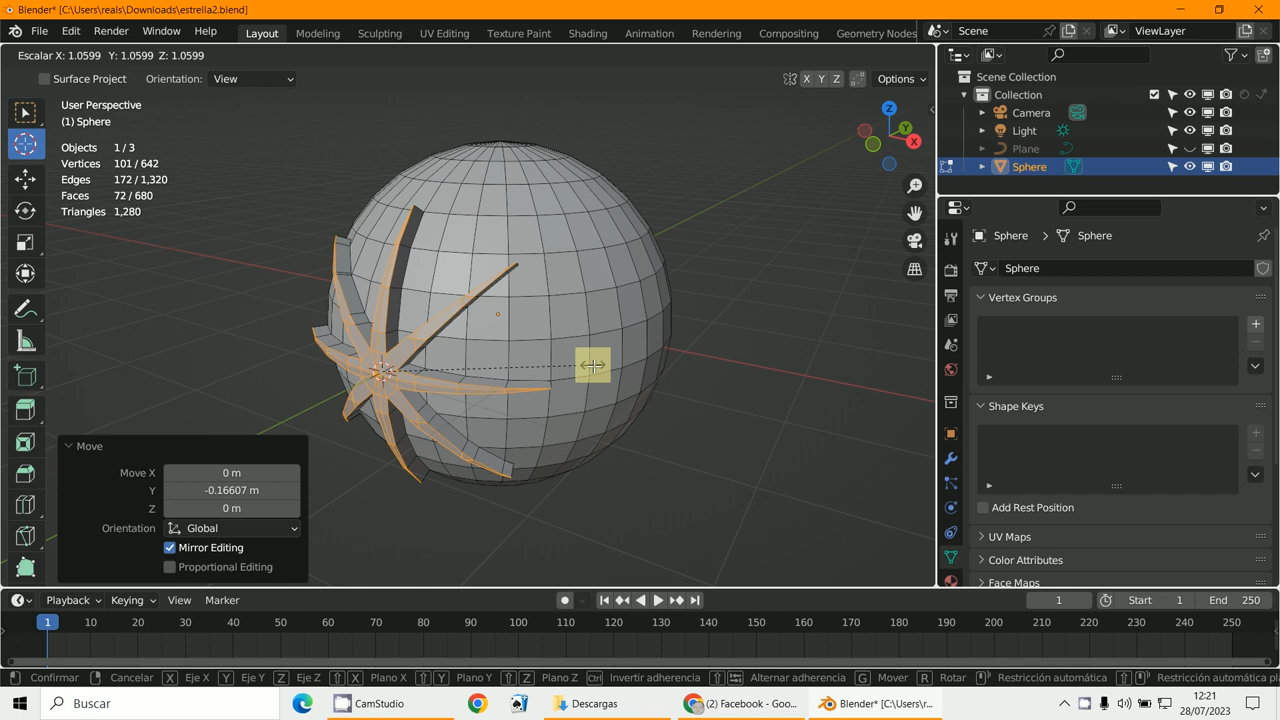 Blender* [C:\Users\reals\Downloads\estrella2.blend]
File Edit Render Window Help Layout Modeling Sculpting UV Editing Texture Paint Shading Animation Rendering Compositing Geometry Nodes Scene ViewLayer
Escalar X: 1.0599 Y: 1.0599 Z: 1.0599
Surface Project Orientation: View X Y Z Options
User Perspective
(1) Sphere
Objects 1 / 3
Vertices 101 / 642
Edges 172 / 1,320
Faces 72 / 680
Triangles 1,280
Z
Y
X
Scene Collection
Collection
Camera
Light
Plane
Sphere
Sphere Sphere
Sphere
Vertex Groups
Shape Keys
Add Rest Position
UV Maps
Color Attributes
Face Maps
Move
Move X 0 m
Y -0.16607 m
Z 0 m
Orientation Global
Mirror Editing
Proportional Editing
Playback Keying View Marker 1 Start 1 End 250
1 10 20 30 40 50 60 70 80 90 100 110 120 130 140 150 160 170 180 190 200 210 220 230 240 250
Confirmar Cancelar X Eje X Y Eje Y Z Eje Z X Plano X Y Plano Y Z Plano Z Ctrl Invertir adherencia Alternar adherencia G Mover R Rotar Restricción automática Restricción automática pla
Buscar CamStudio Descargas (2) Facebook - Goo... Blender* [C:\Users\r... 12:21
28/07/2023